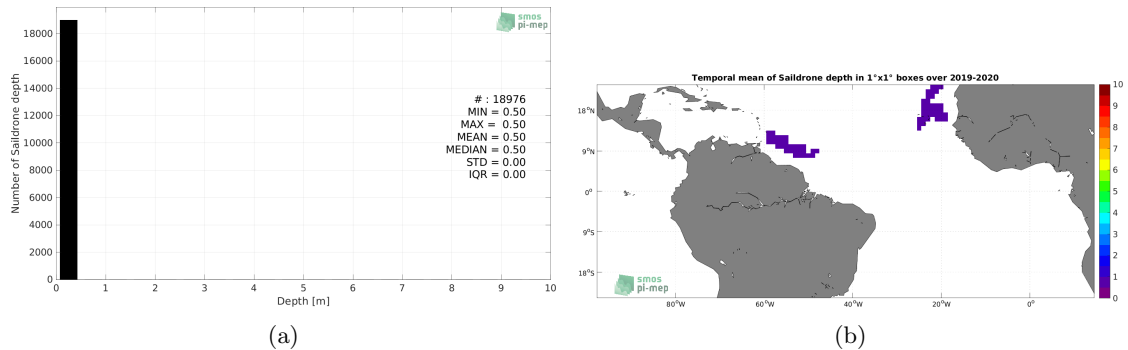 smos
pi-mep
18000
16000
14000
12000
10000
8000
6000
4000
2000
0
Number of Saildrone depth
# : 18976
MIN = 0.50
MAX = 0.50
MEAN = 0.50
MEDIAN = 0.50
STD = 0.00
IQR = 0.00
0 1 2 3 4 5 6 7 8 9 10
Depth [m]
(a)
Temporal mean of Saildrone depth in 1°x1° boxes over 2019-2020
18°N
9°N
0°
9°S
18°S
80°W 60°W 40°W 20°W 0°
10
9
8
7
6
5
4
3
2
1
0
smos
pi-mep
(b)